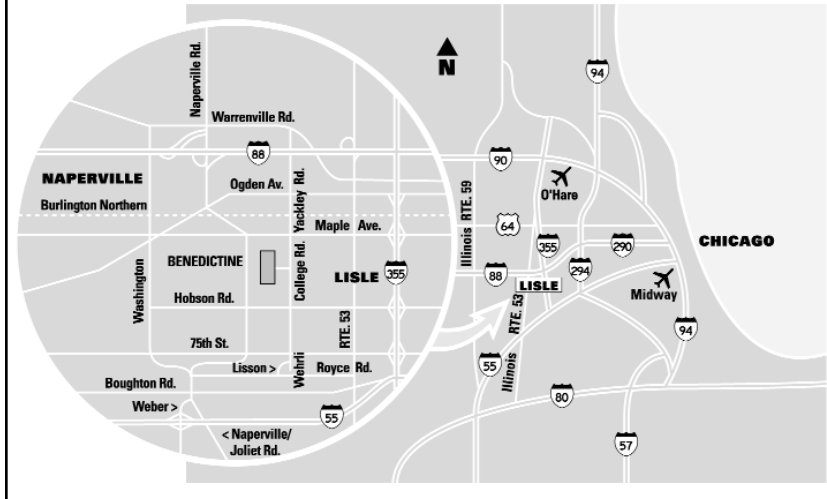 N
94
Naperville Rd.
Warrenville Rd.
88
90
NAPERVILLE
Ogden Av.
Yackley Rd.
Burlington Northern
Maple Ave.
Illinois RTE. 59
O'Hare
64
CHICAGO
BENEDICTINE
College Rd.
LISLE
355
355
290
88
294
LISLE
Midway
Washington
Hobson Rd.
RTE. 53
Illinois RTE. 53
94
75th St.
Lisson >
Wehrli
Royce Rd.
55
Boughton Rd.
80
Weber >
55
< Naperville/
Joliet Rd.
57